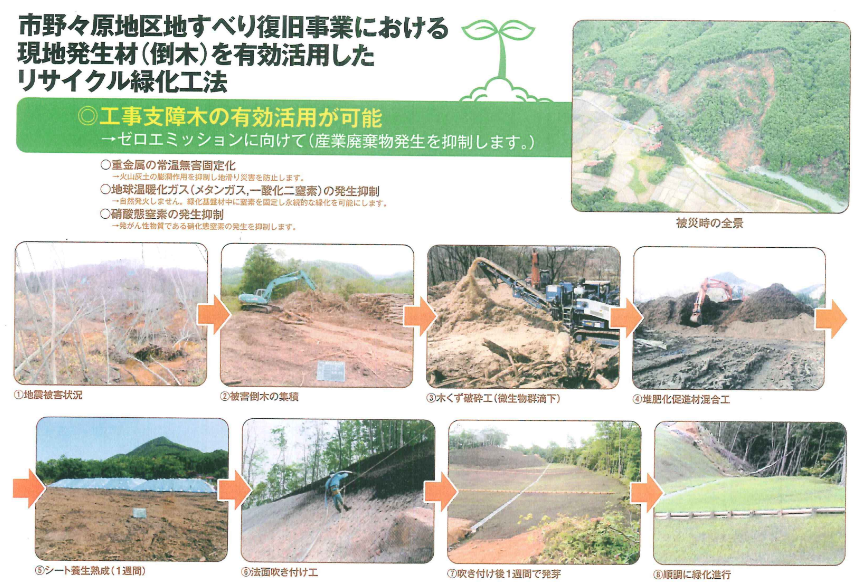 市野々原地区地すべり復旧事業における
現地発生材(倒木)を有効活用した
リサイクル緑化工法
◎工事支障木の有効活用が可能
→ゼロエミッションに向けて(産業廃棄物発生を抑制します。)
○重金属の常温無害固定化
→火山灰土の膨潤作用を抑制し地滑り災害を防止します。
○地球温暖化ガス(メタンガス,一酸化二窒素)の発生抑制
→自然発火しません。緑化基盤材中に窒素を固定し永続的な緑化を可能にします。
○硝酸態窒素の発生抑制
→発がん性物質である硝化態窒素の発生を抑制します。
被災時の全景
①地震被害状況
②被害倒木の集積
③木くず破砕工(微生物群滴下)
④堆肥化促進材混合工
⑤シート養生熟成(1週間)
⑥法面吹き付け工
⑦吹き付け後1週間で発芽
⑧順調に緑化進行